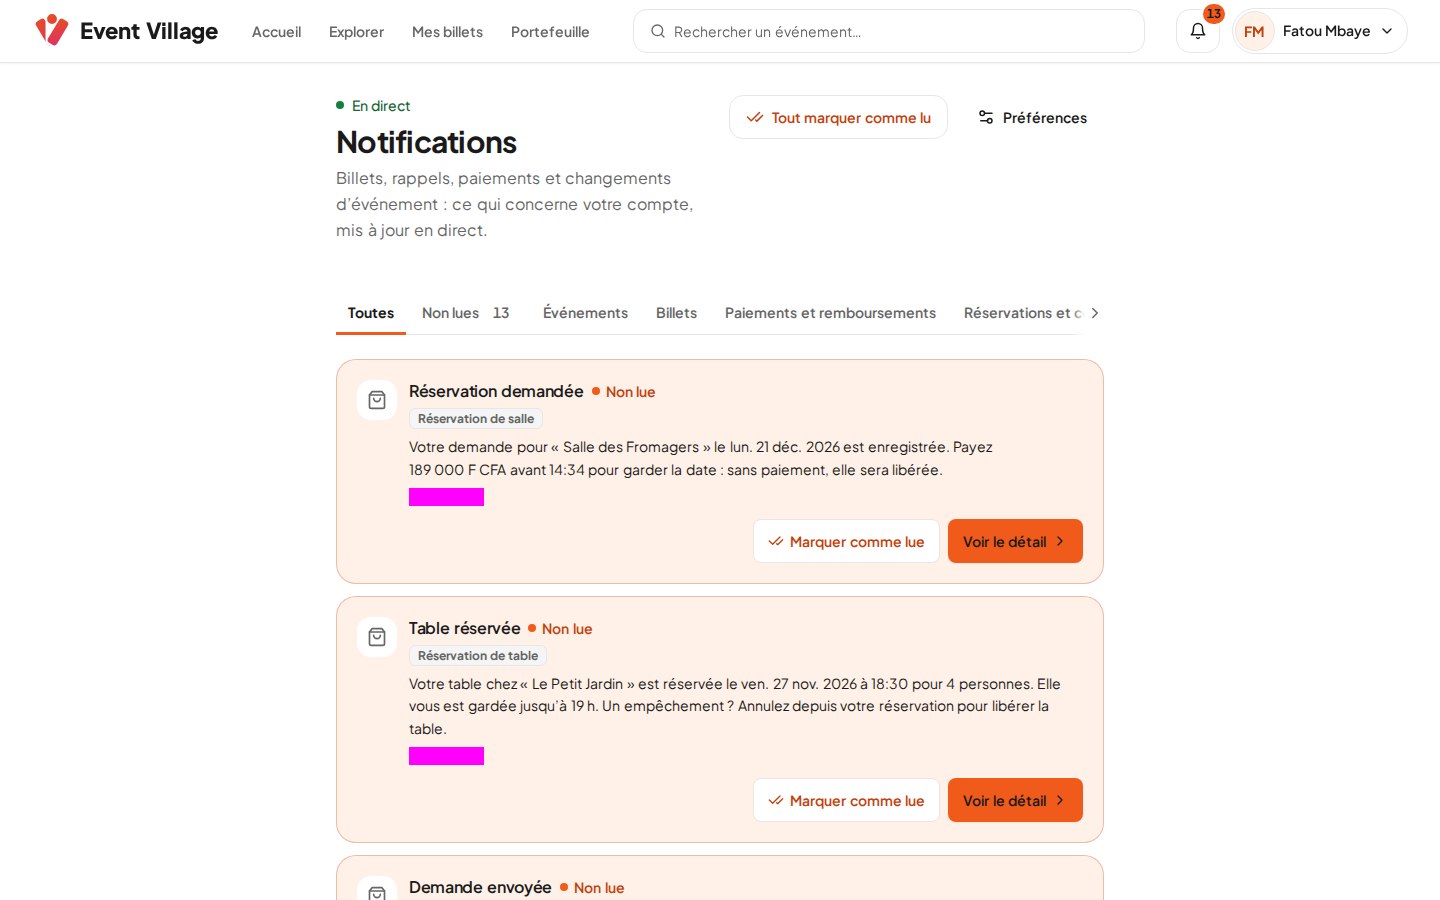 Event Village
Accueil
Explorer
Mes billets
Portefeuille
Rechercher un événement…
13
FM
Fatou Mbaye
En direct
Notifications
Billets, rappels, paiements et changements
d’événement : ce qui concerne votre compte,
mis à jour en direct.
Tout marquer comme lu
Préférences
Toutes
Non lues 13
Événements
Billets
Paiements et remboursements
Réservations et
Réservation demandée
Non lue
Réservation de salle
Votre demande pour « Salle des Fromagers » le lun. 21 déc. 2026 est enregistrée. Payez
189 000 F CFA avant 14:34 pour garder la date : sans paiement, elle sera libérée.
Marquer comme lue
Voir le détail
Table réservée
Non lue
Réservation de table
Votre table chez « Le Petit Jardin » est réservée le ven. 27 nov. 2026 à 18:30 pour 4 personnes. Elle
vous est gardée jusqu’à 19 h. Un empêchement ? Annulez depuis votre réservation pour libérer la
table.
Marquer comme lue
Voir le détail
Demande envoyée
Non lue